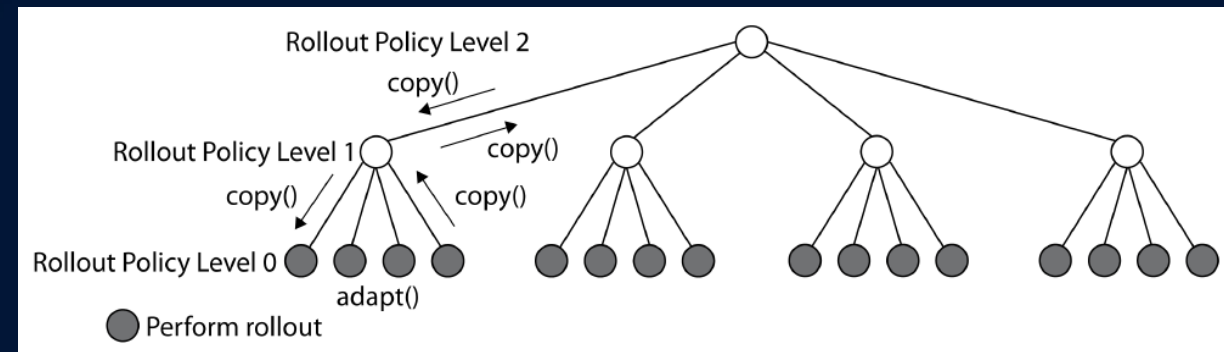 Rollout Policy Level 2
copy()
Rollout Policy Level 1
copy()
copy()
copy()
Rollout Policy Level 0
adapt()
Perform rollout